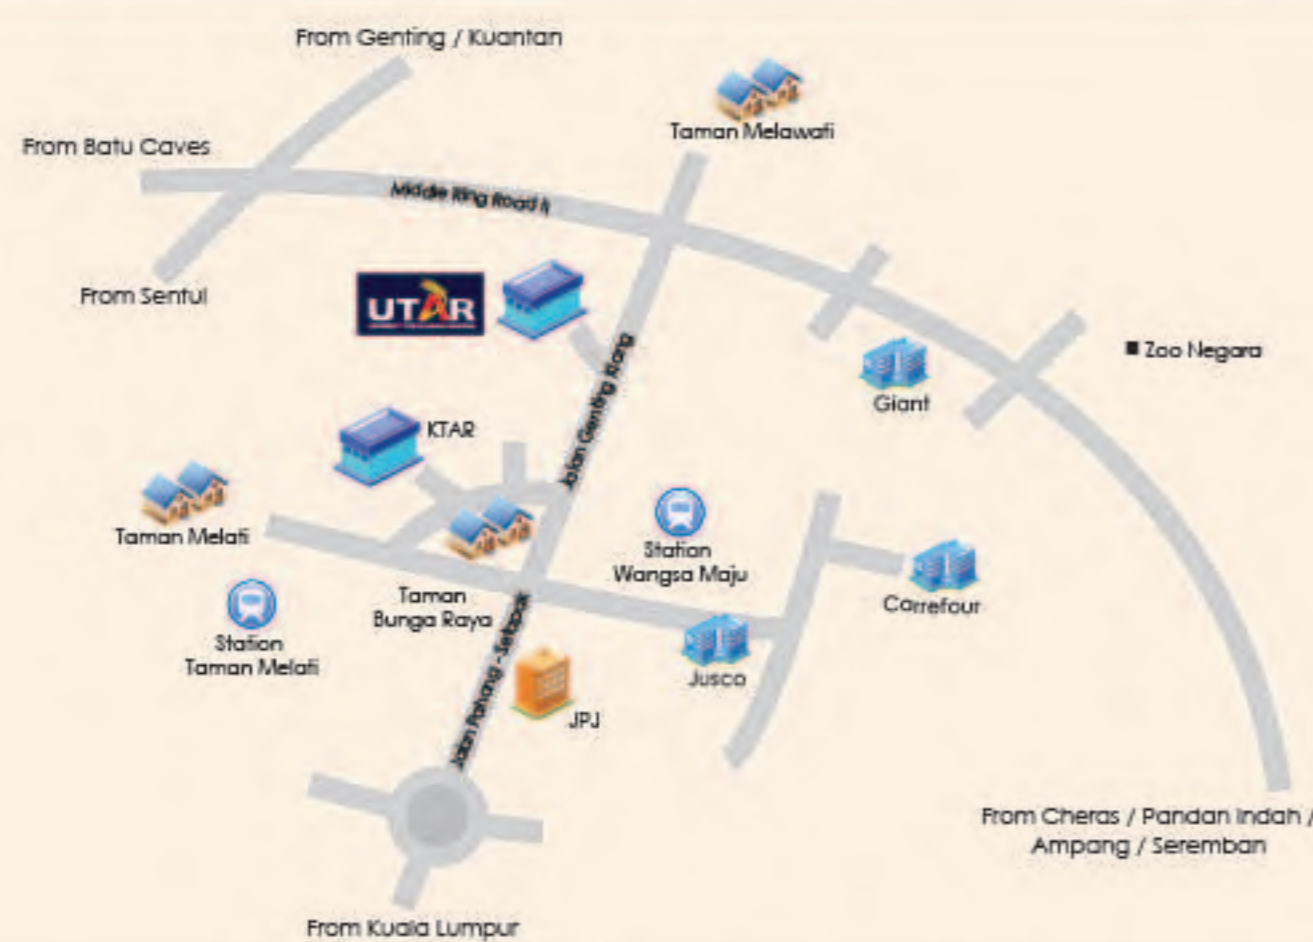 From Genting / Kuantan
Taman Melawati
From Batu Caves
Middle Ring Road II
From Sentul
UTAR
Zoo Negara
Giant
Jalan Genting Klang
KTAR
Taman Melati
Station
Wangsa Maju
Carrefour
Taman
Bunga Raya
Station
Taman Melati
Jusco
Jalan Pahang - Setapak
JPJ
From Cheras / Pandan Indah /
Ampang / Seremban
From Kuala Lumpur